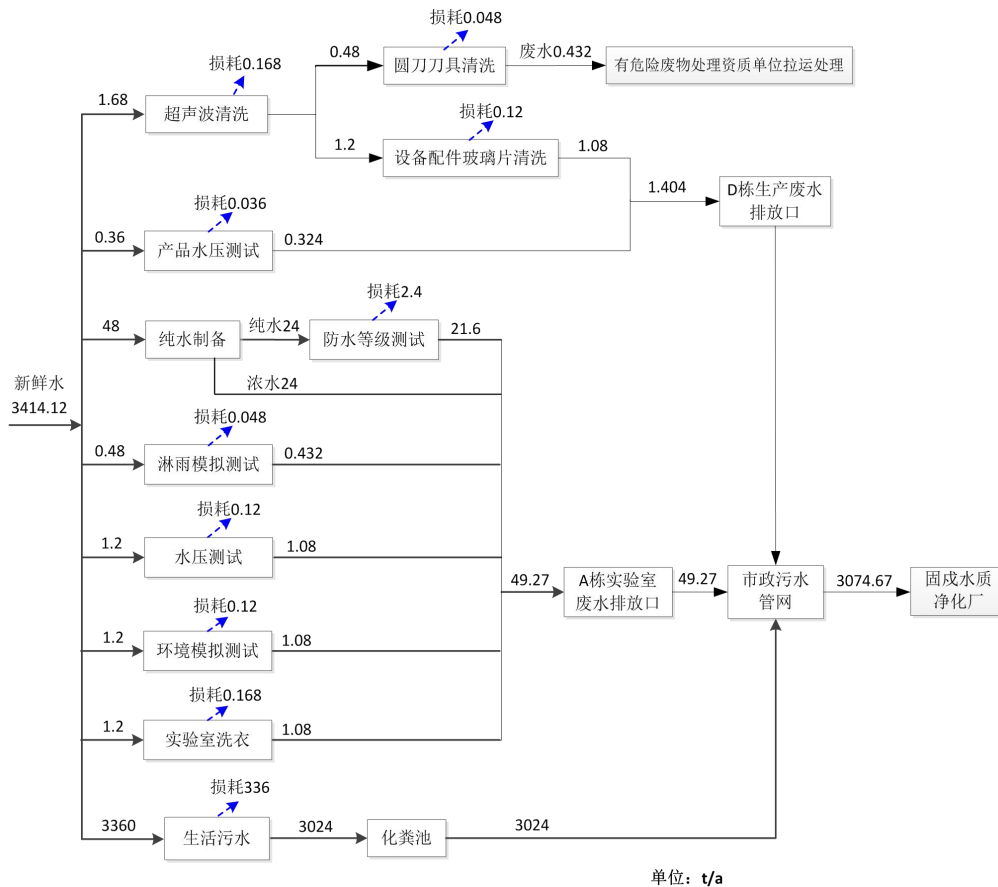 损耗0.048
0.48
圆刀刀具清洗
废水0.432
有危险废物处理资质单位拉运处理
损耗0.168
1.68
超声波清洗
损耗0.12
1.2
设备配件玻璃片清洗
1.08
1.404
D栋生产废水
排放口
损耗0.036
0.36
产品水压测试
0.324
损耗2.4
48
纯水制备
纯水24
防水等级测试
21.6
浓水24
新鲜水
3414.12
损耗0.048
0.48
淋雨模拟测试
0.432
损耗0.12
1.2
水压测试
1.08
49.27
A栋实验室
废水排放口
49.27
市政污水
管网
3074.67
固戍水质
净化厂
损耗0.12
1.2
环境模拟测试
1.08
损耗0.168
1.2
实验室洗衣
1.08
损耗336
3360
生活污水
3024
化粪池
3024
单位：t/a